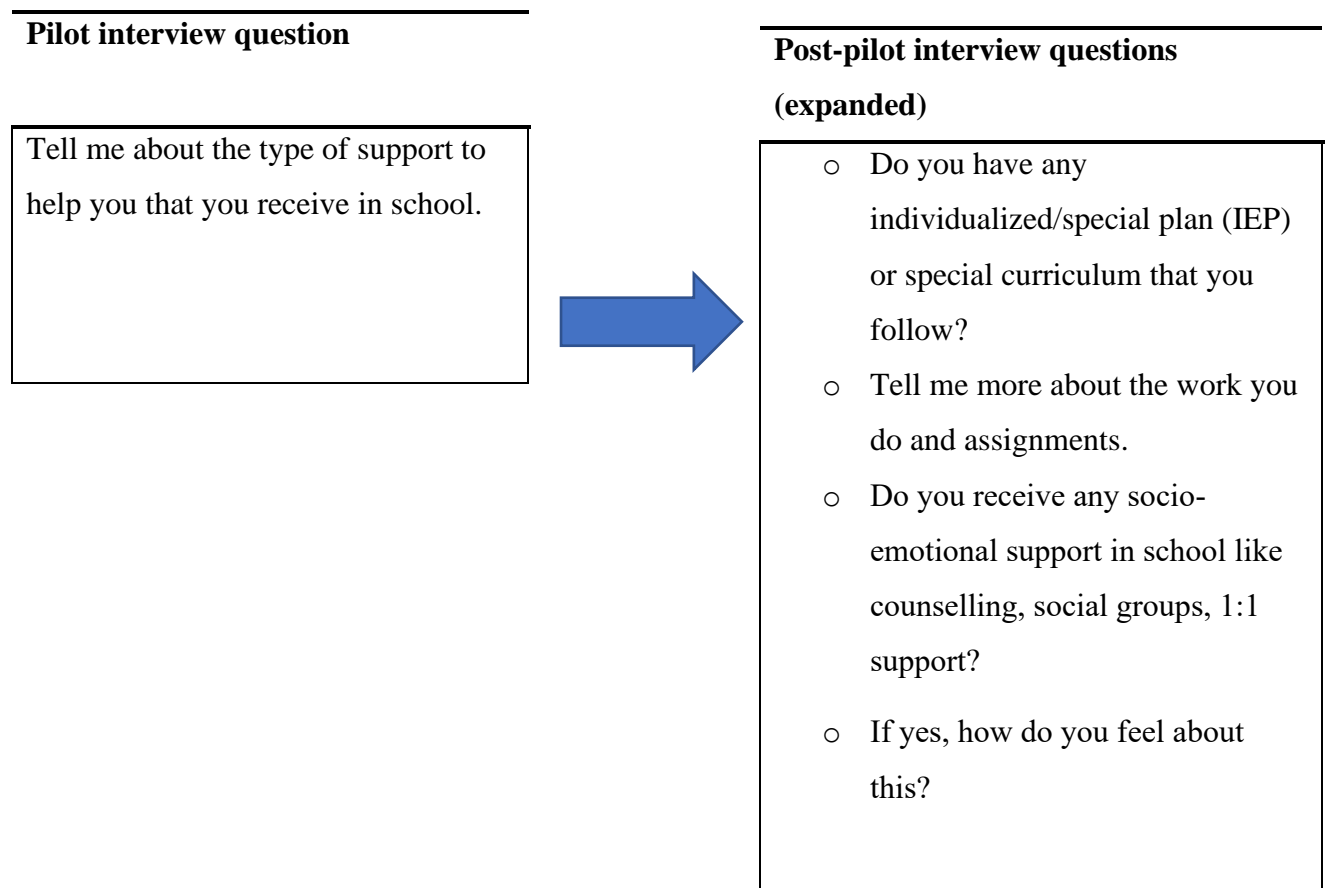 Pilot interview question
Tell me about the type of support to
help you that you receive in school.
Post-pilot interview questions
(expanded)
o Do you have any
individualized/special plan (IEP)
or special curriculum that you
follow?
o Tell me more about the work you
do and assignments.
o Do you receive any socio-
emotional support in school like
counselling, social groups, 1:1
support?
o If yes, how do you feel about
this?